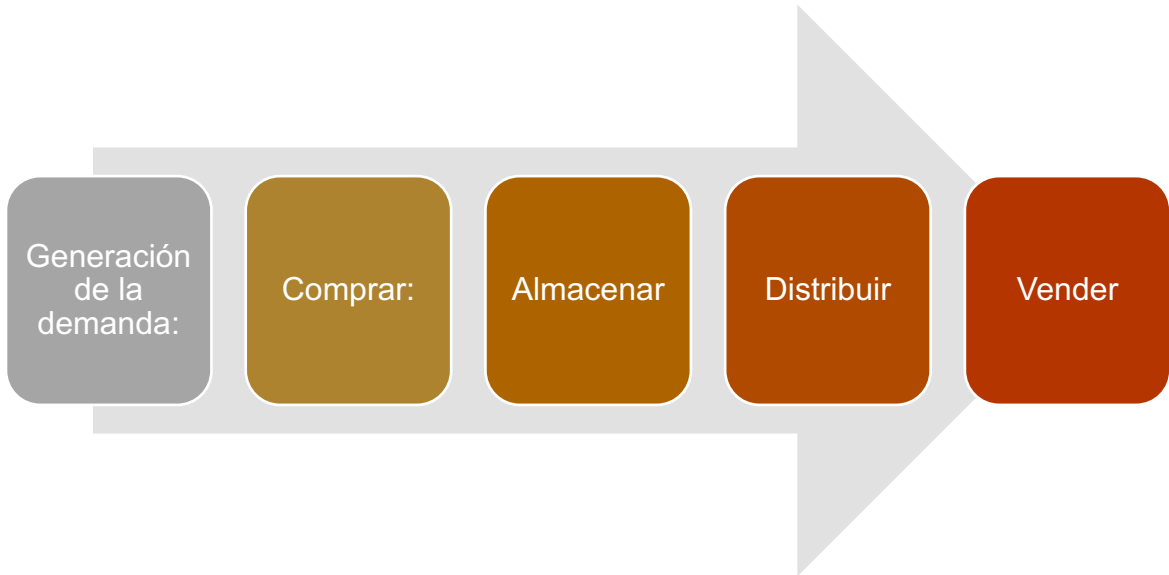 Generación
de la
demanda:
Comprar:
Almacenar
Distribuir
Vender